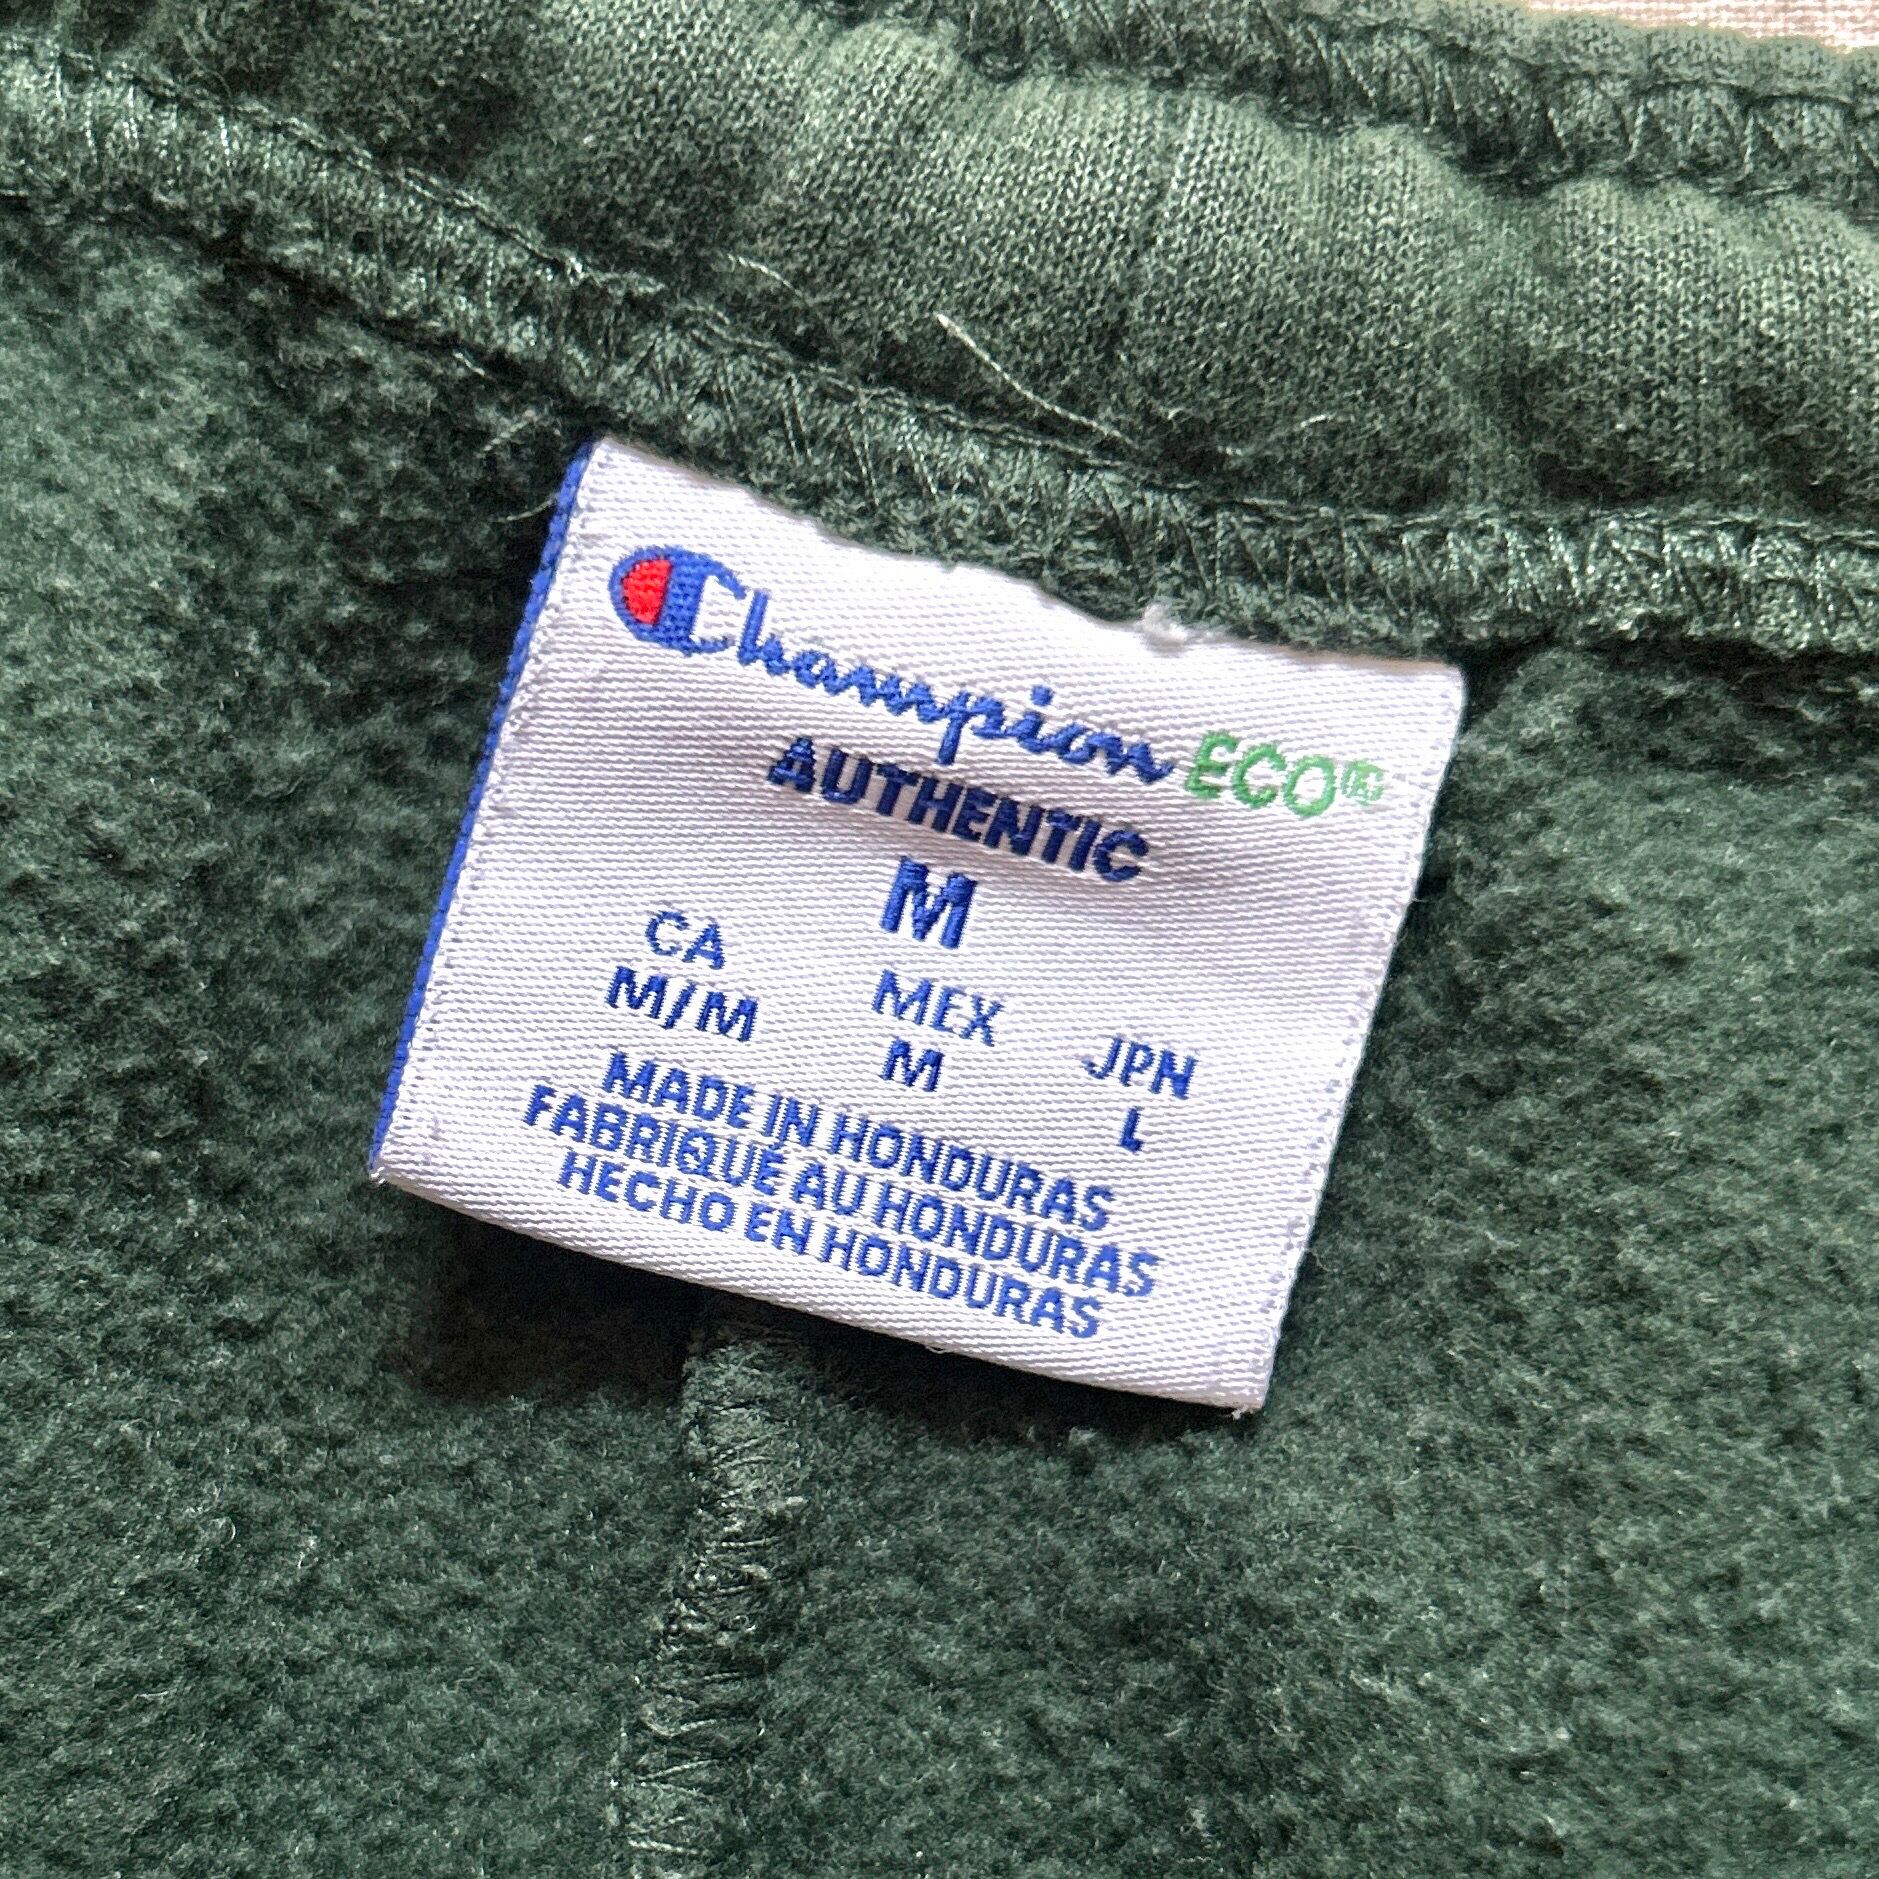 Champion ECO®
AUTHENTIC
M
CA MEX JPN
M/M M L
MADE IN HONDURAS
FABRIQUÉ AU HONDURAS
HECHO EN HONDURAS